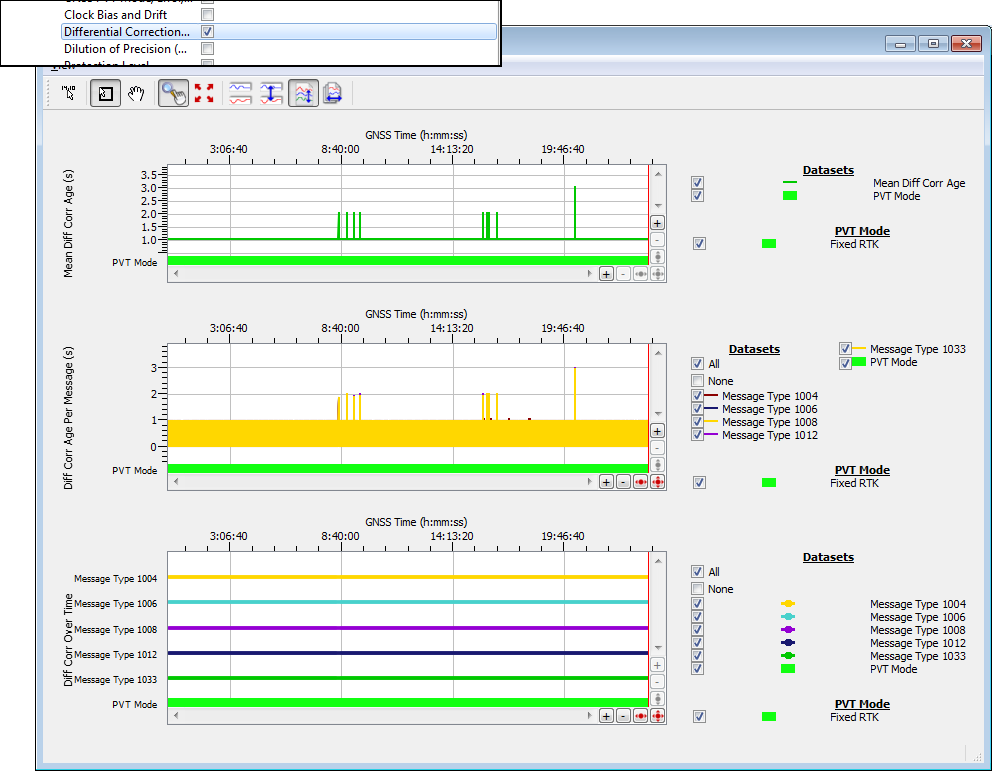 Clock Bias and Drift
Differential Correction...
Dilution of Precision (...
GNSS Time (h:mm:ss)
3:06:40 8:40:00 14:13:20 19:46:40
Mean Diff Corr Age (s)
3.5
3.0
2.5
2.0
1.5
1.0
PVT Mode
Datasets
Mean Diff Corr Age
PVT Mode
PVT Mode
Fixed RTK
GNSS Time (h:mm:ss)
3:06:40 8:40:00 14:13:20 19:46:40
Diff Corr Age Per Message (s)
3
2
1
0
PVT Mode
Datasets
All
None
Message Type 1004
Message Type 1006
Message Type 1008
Message Type 1012
Message Type 1033
PVT Mode
PVT Mode
Fixed RTK
GNSS Time (h:mm:ss)
3:06:40 8:40:00 14:13:20 19:46:40
Diff Corr Over Time
Message Type 1004
Message Type 1006
Message Type 1008
Message Type 1012
Message Type 1033
PVT Mode
Datasets
All
None
Message Type 1004
Message Type 1006
Message Type 1008
Message Type 1012
Message Type 1033
PVT Mode
PVT Mode
Fixed RTK